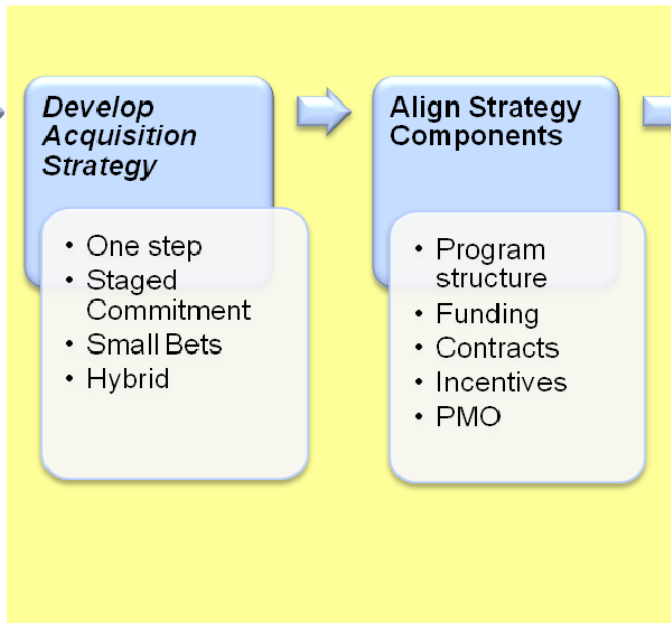 Develop
Acquisition
Strategy
• One step
• Staged
Commitment
• Small Bets
• Hybrid
Align Strategy
Components
• Program
structure
• Funding
• Contracts
• Incentives
• PMO